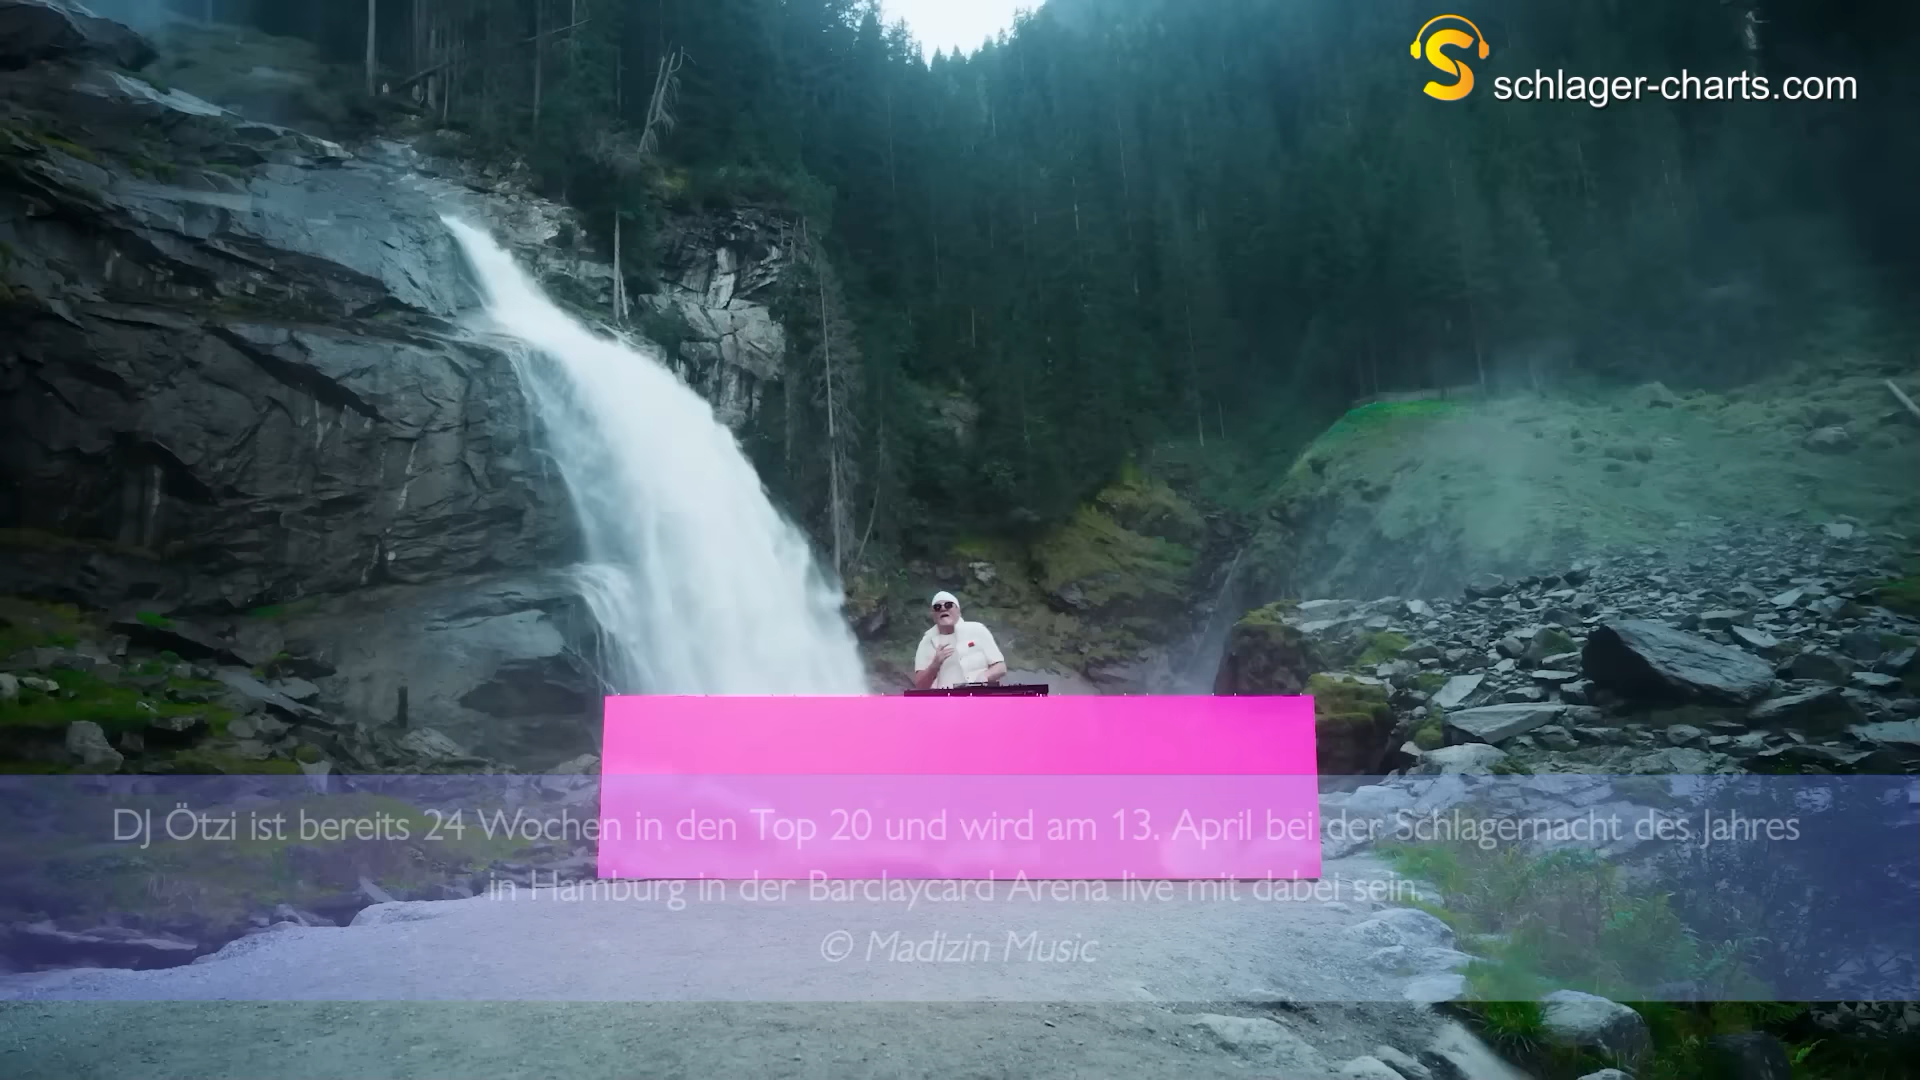 schlager-charts.com
DJ Ötzi ist bereits 24 Wochen in den Top 20 und wird am 13. April bei der Schlagernacht des Jahres
in Hamburg in der Barclaycard Arena live mit dabei sein.
© Madizin Music